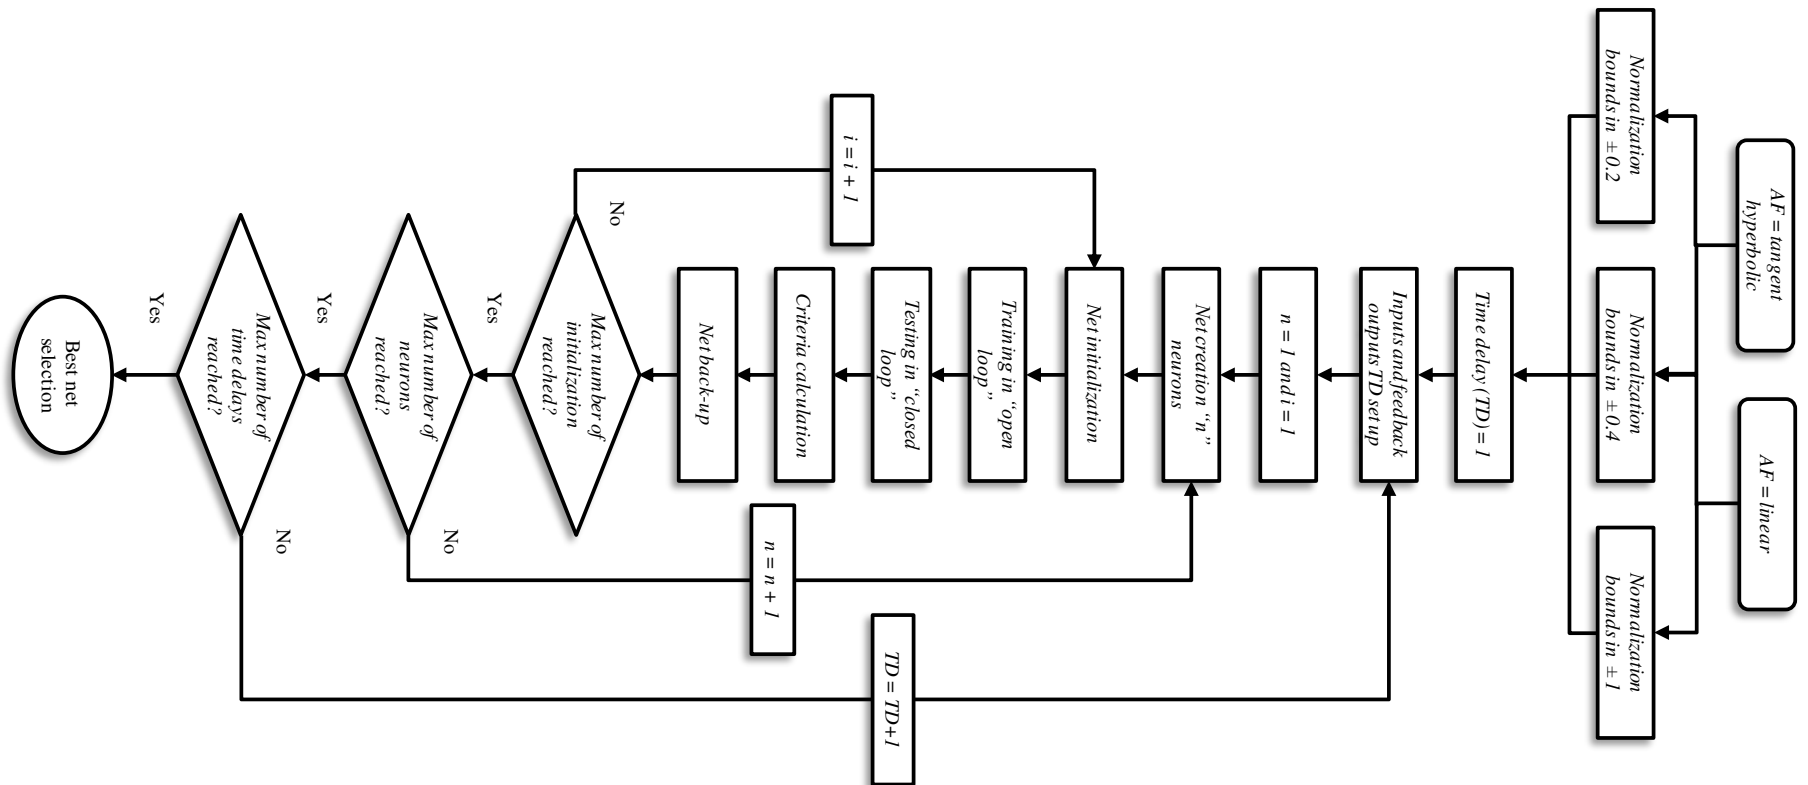 AF = tangent
hyperbolic
AF = linear
Normalization
bounds in ± 0.2
Normalization
bounds in ± 0.4
Normalization
bounds in ± 1
Time delay (TD) = 1
Inputs and feedback
outputs TD set up
n = 1 and i = 1
Net creation “n”
neurons
Net initialization
Training in “open
loop”
Testing in “closed
loop”
Criteria calculation
Net back-up
i = i + 1
n = n + 1
TD = TD+1
No
Max number of
initialization
reached?
Yes
Max number of
neurons
reached?
No
Yes
Max number of
time delays
reached?
No
Yes
Best net
selection